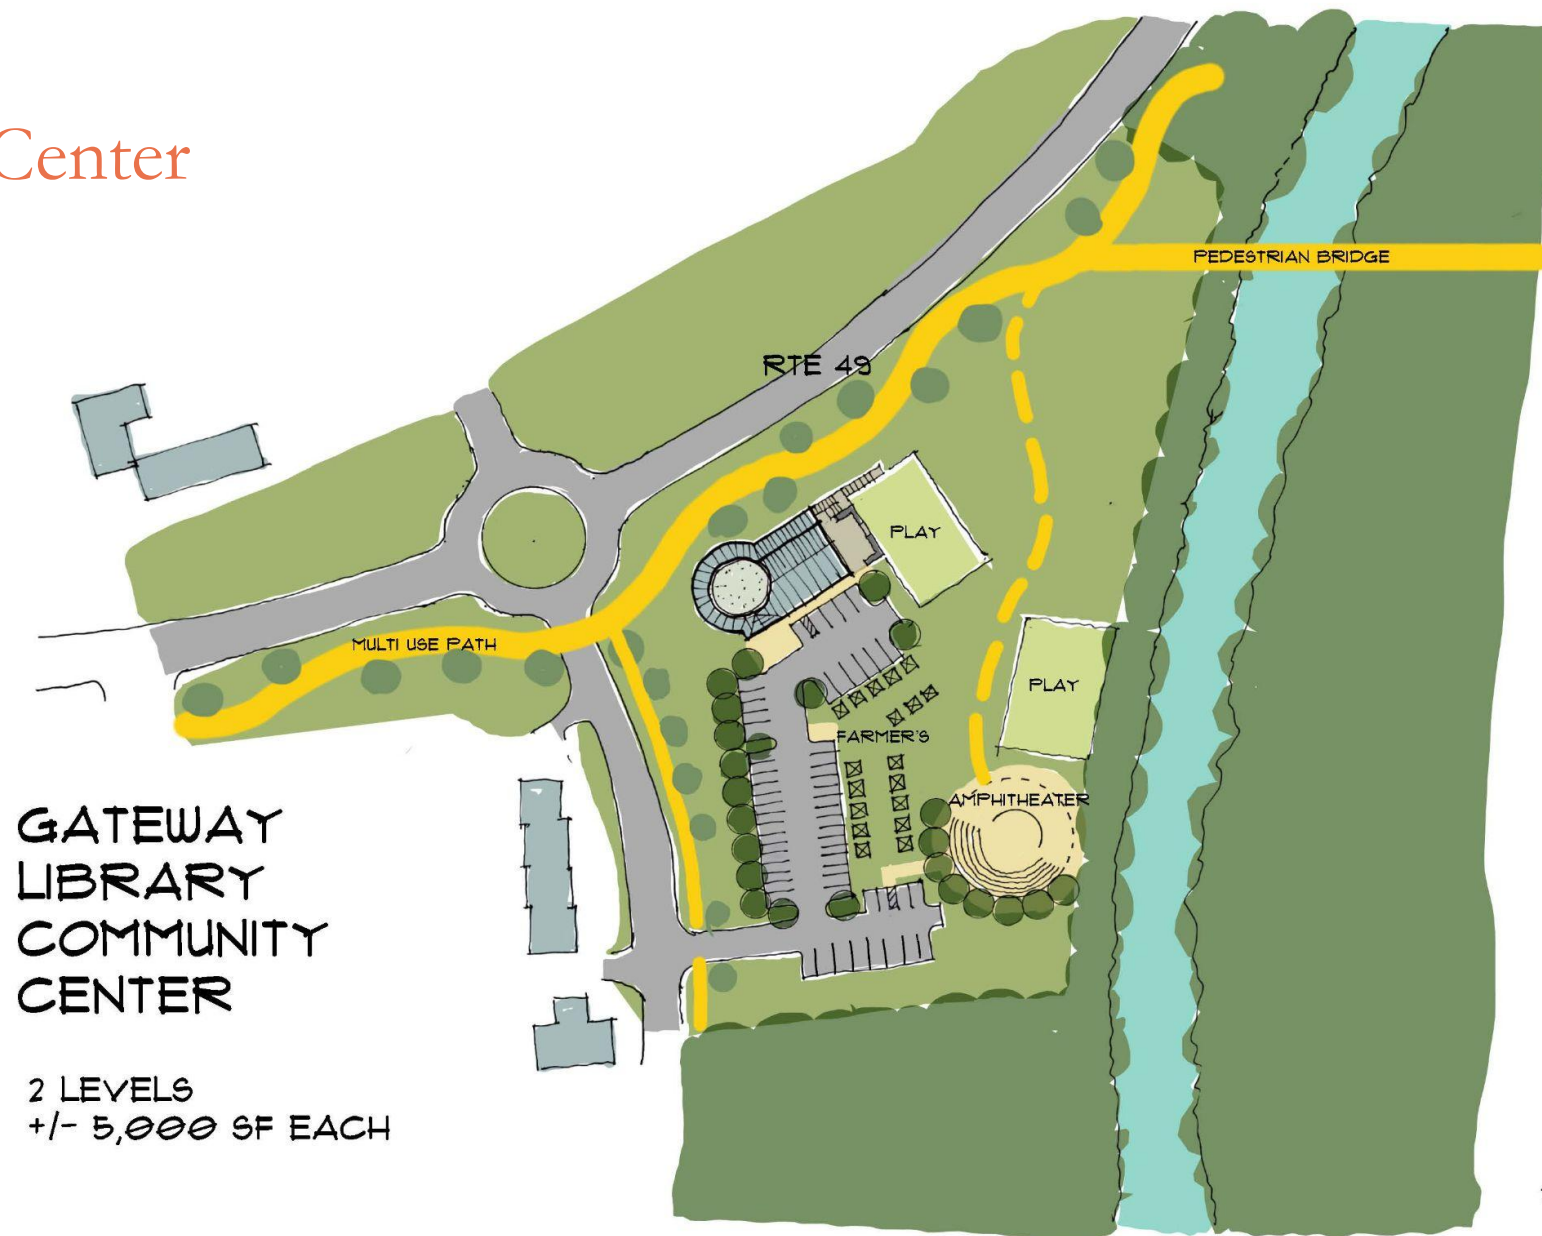 Center
PEDESTRIAN BRIDGE
RTE 49
PLAY
MULTI USE PATH
PLAY
FARMER'S
AMPHITHEATER
GATEWAY
LIBRARY
COMMUNITY
CENTER
2 LEVELS
+/- 5,000 SF EACH